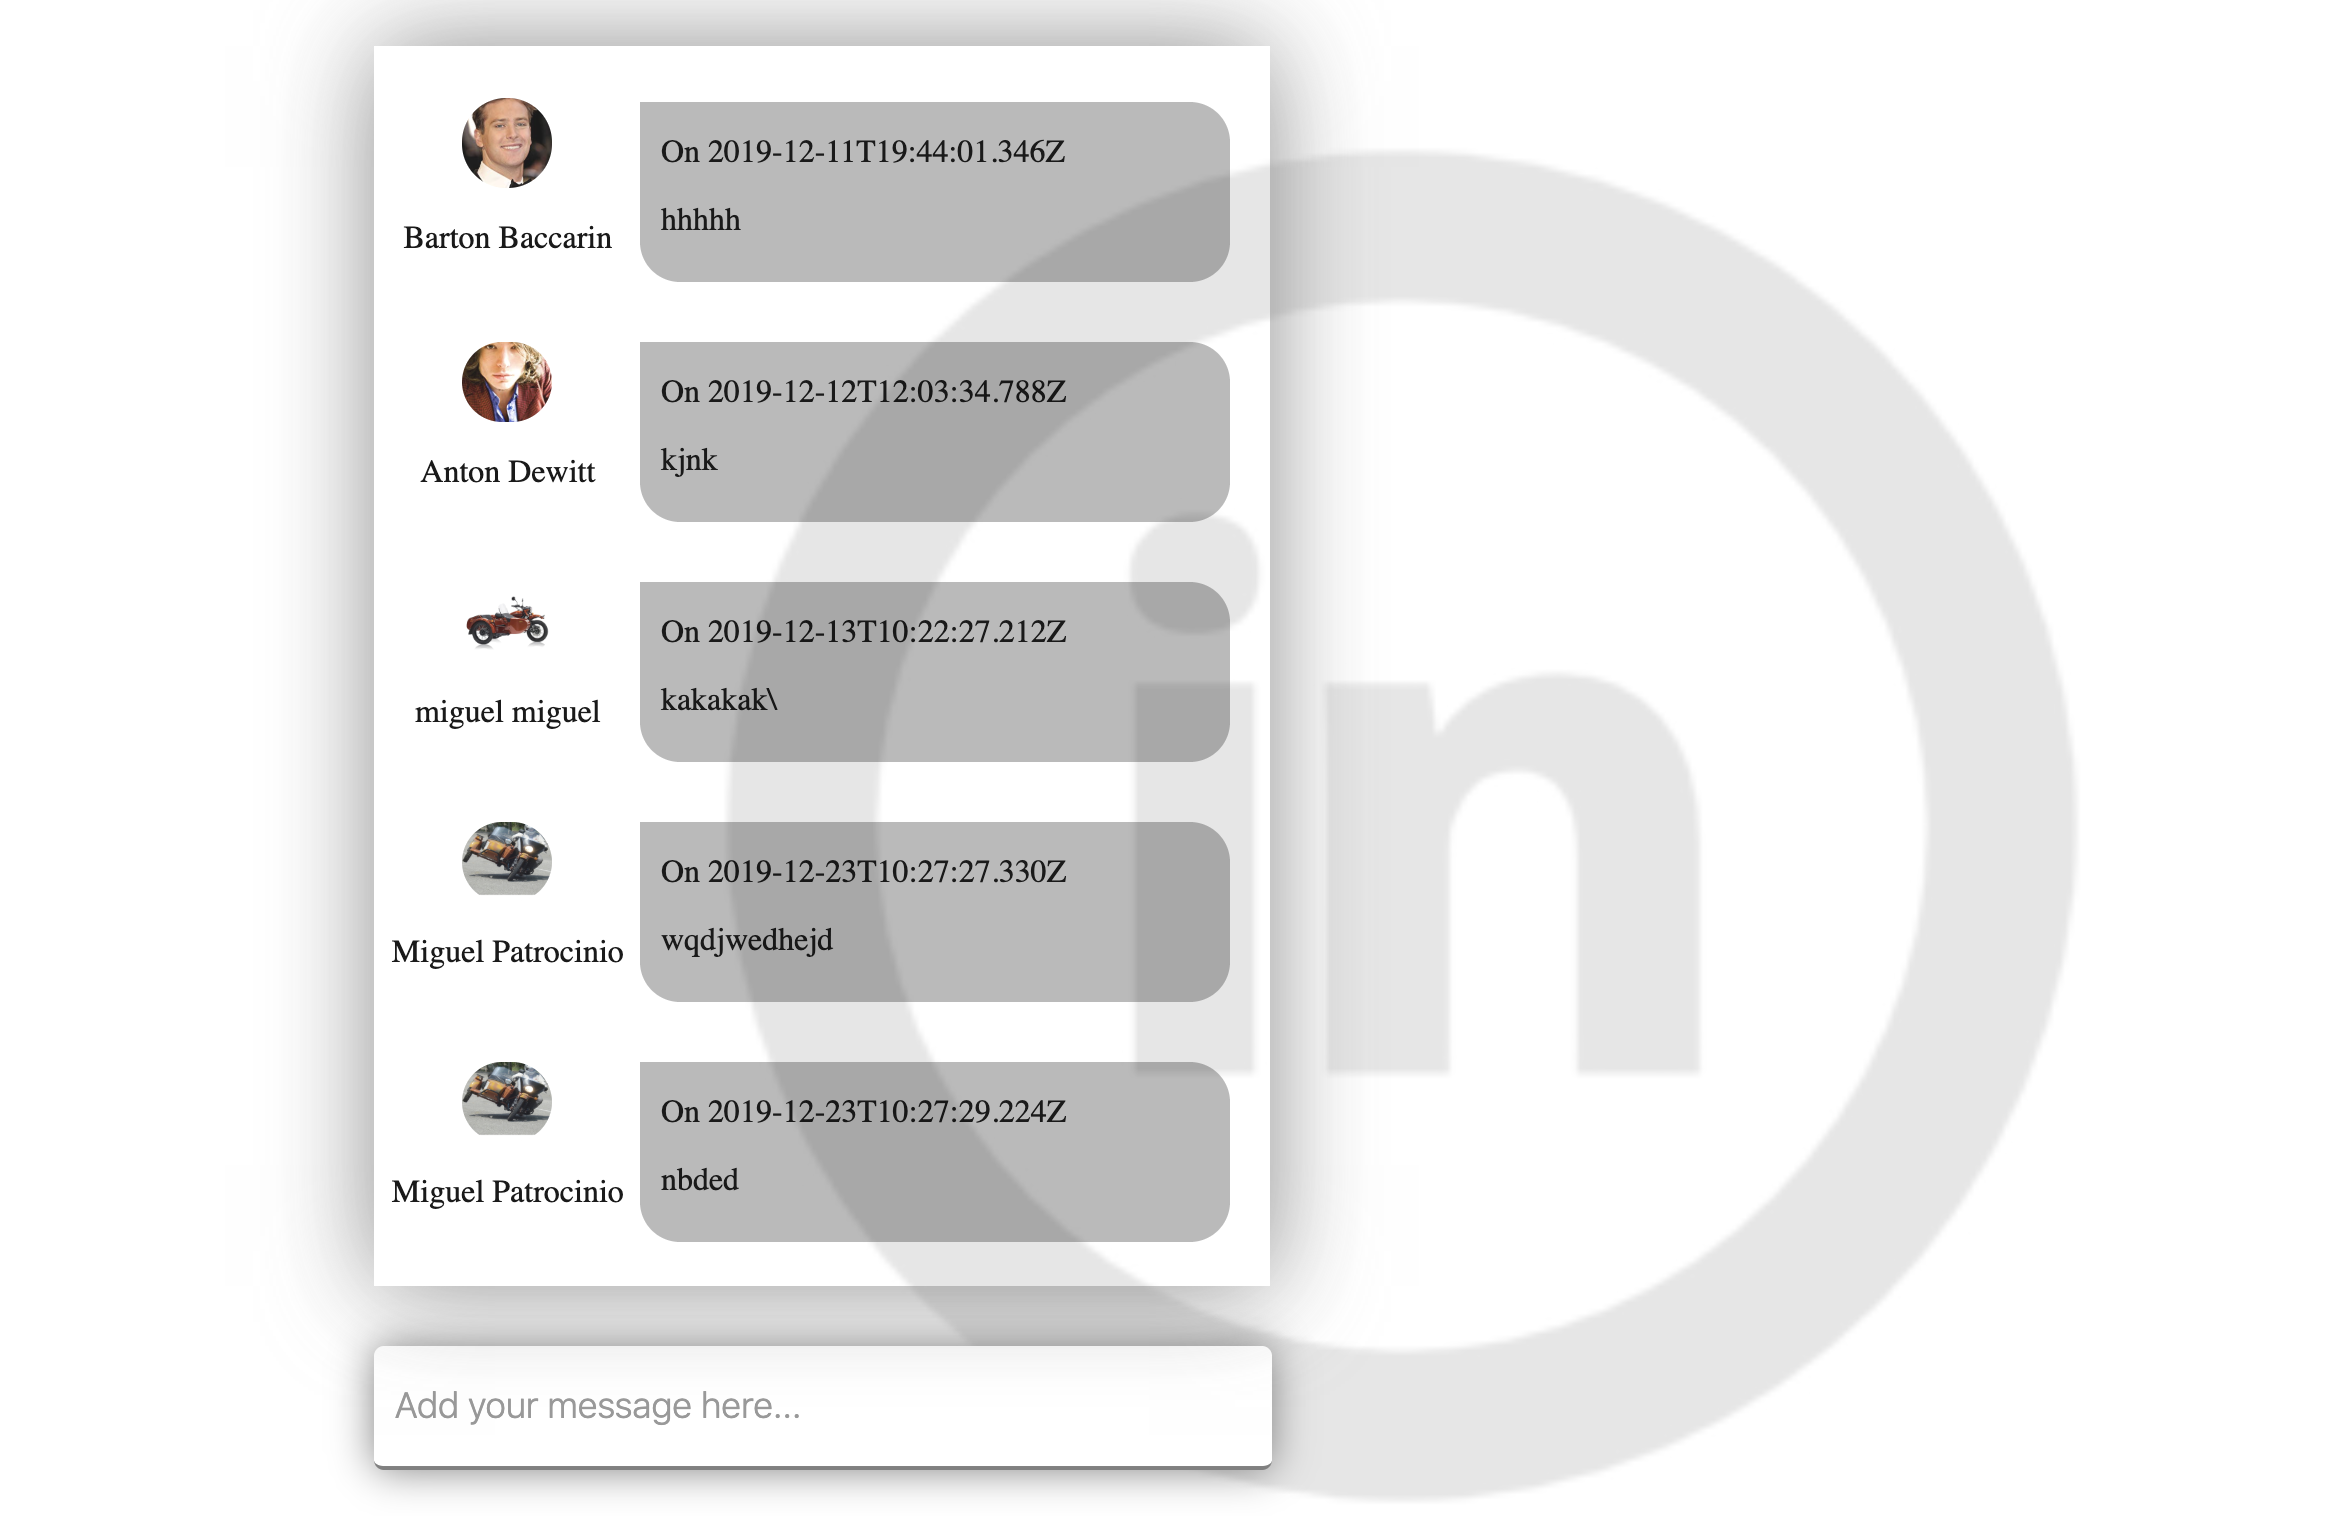 Barton Baccarin
On 2019-12-11T19:44:01.346Z
hhhhh
Anton Dewitt
On 2019-12-12T12:03:34.788Z
kjnk
miguel miguel
On 2019-12-13T10:22:27.212Z
kakakak\
Miguel Patrocinio
On 2019-12-23T10:27:27.330Z
wqdjwedhejd
Miguel Patrocinio
On 2019-12-23T10:27:29.224Z
nbded
in
Add your message here...